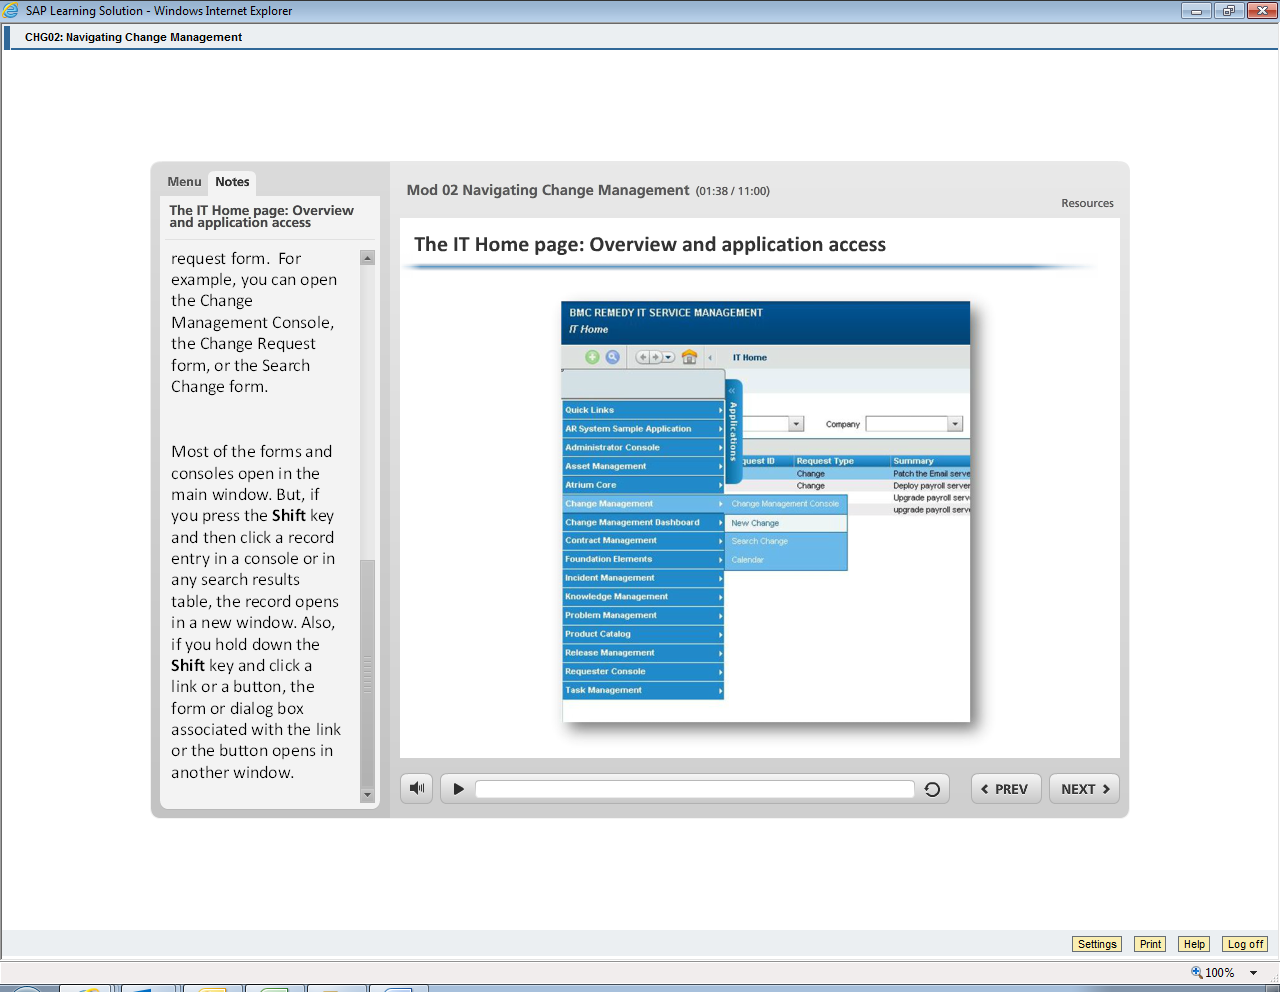 SAP Learning Solution - Windows Internet Explorer
CHG02: Navigating Change Management
Menu
Notes
The IT Home page: Overview
and application access
request form.  For
example, you can open
the Change
Management Console,
the Change Request
form, or the Search
Change form.
Most of the forms and
consoles open in the
main window. But, if
you press the Shift key
and then click a record
entry in a console or in
any search results
table, the record opens
in a new window. Also,
if you hold down the
Shift key and click a
link or a button, the
form or dialog box
associated with the link
or the button opens in
another window.
Mod 02 Navigating Change Management (01:38 / 11:00)
Resources
The IT Home page: Overview and application access
BMC REMEDY IT SERVICE MANAGEMENT
IT Home
IT Home
Applications
Company
quest ID Request Type Summary
Change Patch the Email serve
Change Deploy payroll server
Upgrade payroll serv
upgrade payroll serv
Quick Links
AR System Sample Application
Administrator Console
Asset Management
Atrium Core
Change Management
Change Management Dashboard
Contract Management
Foundation Elements
Incident Management
Knowledge Management
Problem Management
Product Catalog
Release Management
Requester Console
Task Management
Change Management Console
New Change
Search Change
Calendar
PREV
NEXT
Settings
Print
Help
Log off
100%